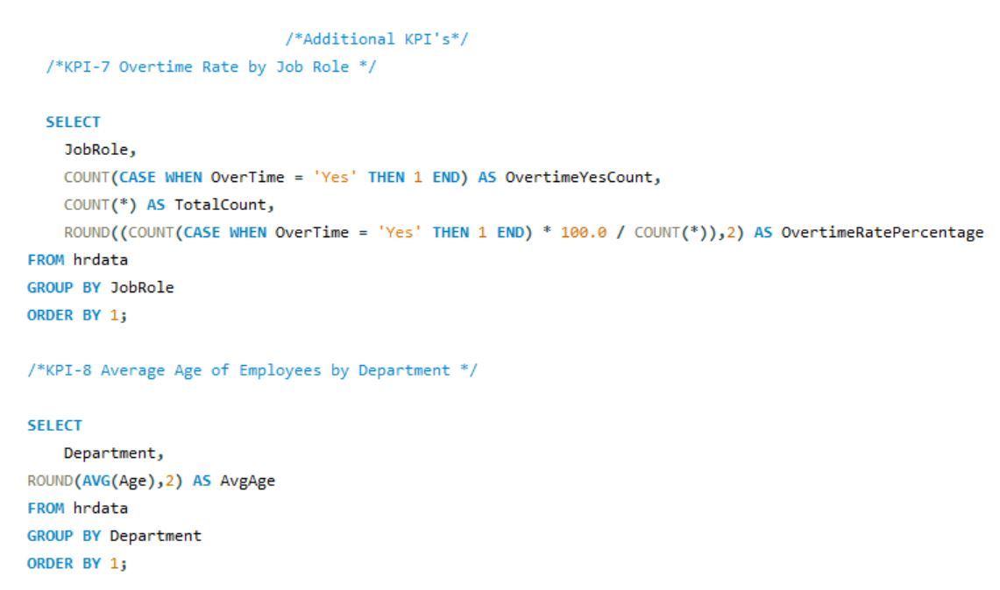 /*Additional KPI's*/
/*KPI-7 Overtime Rate by Job Role */
SELECT
JobRole,
COUNT(CASE WHEN OverTime = 'Yes' THEN 1 END) AS OvertimeYesCount,
COUNT(*) AS TotalCount,
ROUND((COUNT(CASE WHEN OverTime = 'Yes' THEN 1 END) * 100.0 / COUNT(*)),2) AS OvertimeRatePercentage
FROM hrdata
GROUP BY JobRole
ORDER BY 1;
/*KPI-8 Average Age of Employees by Department */
SELECT
Department,
ROUND(AVG(Age),2) AS AvgAge
FROM hrdata
GROUP BY Department
ORDER BY 1;